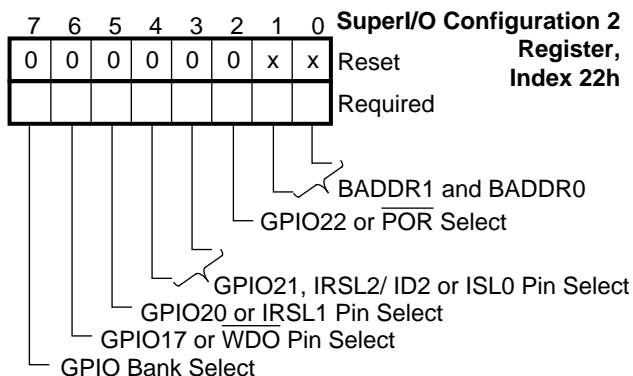 7 6 5 4 3 2 1 0
SuperI/O Configuration 2
Register,
Index 22h
0 0 0 0 0 0 x x Reset
Required
BADDR1 and BADDR0
GPIO22 or POR Select
GPIO21, IRSL2/ ID2 or ISL0 Pin Select
GPIO20 or IRSL1 Pin Select
GPIO17 or WDO Pin Select
GPIO Bank Select